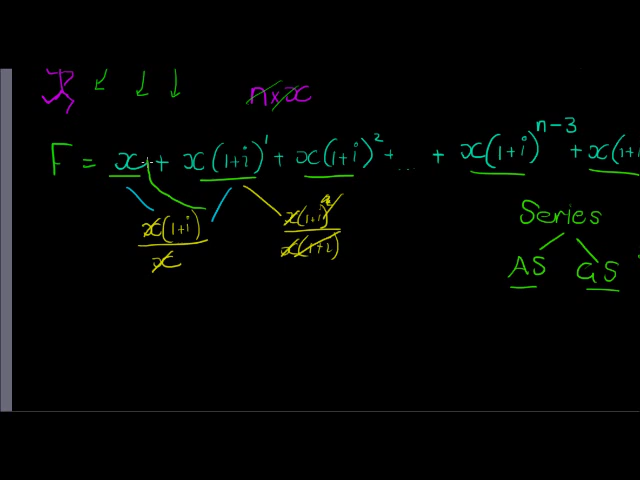 n×x
F = x + x(1+i)^1 + x(1+i)^2 + ... + x(1+i)^{n-3} + x(1+i
x(1+i)/x
x(1+i)^2/x(1+i)
Series
AS GS